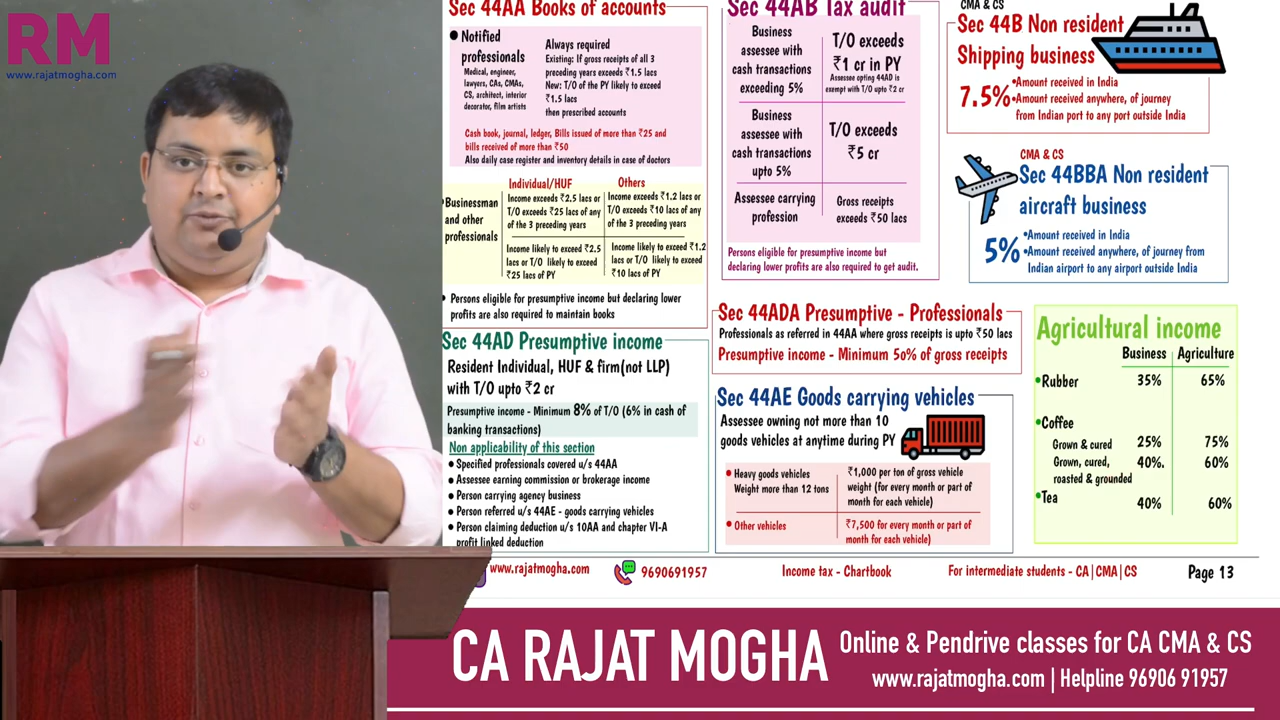 RM
www.rajatmogha.com
Sec 44AA Books of accounts
Notified
professionals
Medical, engineer,
lawyers, CAs, CMAs,
CS, architect, interior
decorator, film artists
Always required
Existing: If gross receipts of all 3
preceding years exceeds ₹1.5 lacs
New: T/O of the PY likely to exceed
₹1.5 lacs
then prescribed accounts
Cash book, journal, ledger, Bills issued of more than ₹25 and
bills received of more than ₹50
Also daily case register and inventory details in case of doctors
Individual/HUF
Others
Businessman
and other
professionals
Income exceeds ₹2.5 lacs or
T/O exceeds ₹25 lacs of any
of the 3 preceding years
Income exceeds ₹1.2 lacs or
T/O exceeds ₹10 lacs of any
of the 3 preceding years
Income likely to exceed ₹2.5
lacs or T/O likely to exceed
₹25 lacs of PY
Income likely to exceed ₹1.2
lacs or T/O likely to exceed
₹10 lacs of PY
Persons eligible for presumptive income but declaring lower
profits are also required to maintain books
Sec 44AD Presumptive income
Resident Individual, HUF & firm(not LLP)
with T/O upto ₹2 cr
Presumptive income - Minimum 8% of T/O (6% in cash of
banking transactions)
Non applicability of this section
Specified professionals covered u/s 44AA
Assessee earning commission or brokerage income
Person carrying agency business
Person referred u/s 44AE - goods carrying vehicles
Person claiming deduction u/s 10AA and chapter VI-A
profit linked deduction
Sec 44AB Tax audit
Business
assessee with
cash transactions
exceeding 5%
T/O exceeds
₹1 cr in PY
Assessee opting 44AD is
exempt with T/O upto ₹2 cr
Business
assessee with
cash transactions
upto 5%
T/O exceeds
₹5 cr
Assessee carrying
profession
Gross receipts
exceeds ₹50 lacs
Persons eligible for presumptive income but
declaring lower profits are also required to get audit.
CMA & CS
Sec 44B Non resident
Shipping business
7.5%
Amount received in India
Amount received anywhere, of journey
from Indian port to any port outside India
CMA & CS
Sec 44BBA Non resident
aircraft business
5%
Amount received in India
Amount received anywhere, of journey from
Indian airport to any airport outside India
Sec 44ADA Presumptive - Professionals
Professionals as referred in 44AA where gross receipts is upto ₹50 lacs
Presumptive income - Minimum 50% of gross receipts
Sec 44AE Goods carrying vehicles
Assessee owning not more than 10
goods vehicles at anytime during PY
Heavy goods vehicles
Weight more than 12 tons
₹1,000 per ton of gross vehicle
weight (for every month or part of
month for each vehicle)
Other vehicles
₹7,500 for every month or part of
month for each vehicle)
Agricultural income
Business Agriculture
Rubber 35% 65%
Coffee
Grown & cured 25% 75%
Grown, cured, 40%. 60%
roasted & grounded
Tea 40% 60%
www.rajatmogha.com
9690691957
Income tax - Chartbook
For intermediate students - CA|CMA|CS
Page 13
CA RAJAT MOGHA
Online & Pendrive classes for CA CMA & CS
www.rajatmogha.com | Helpline 96906 91957